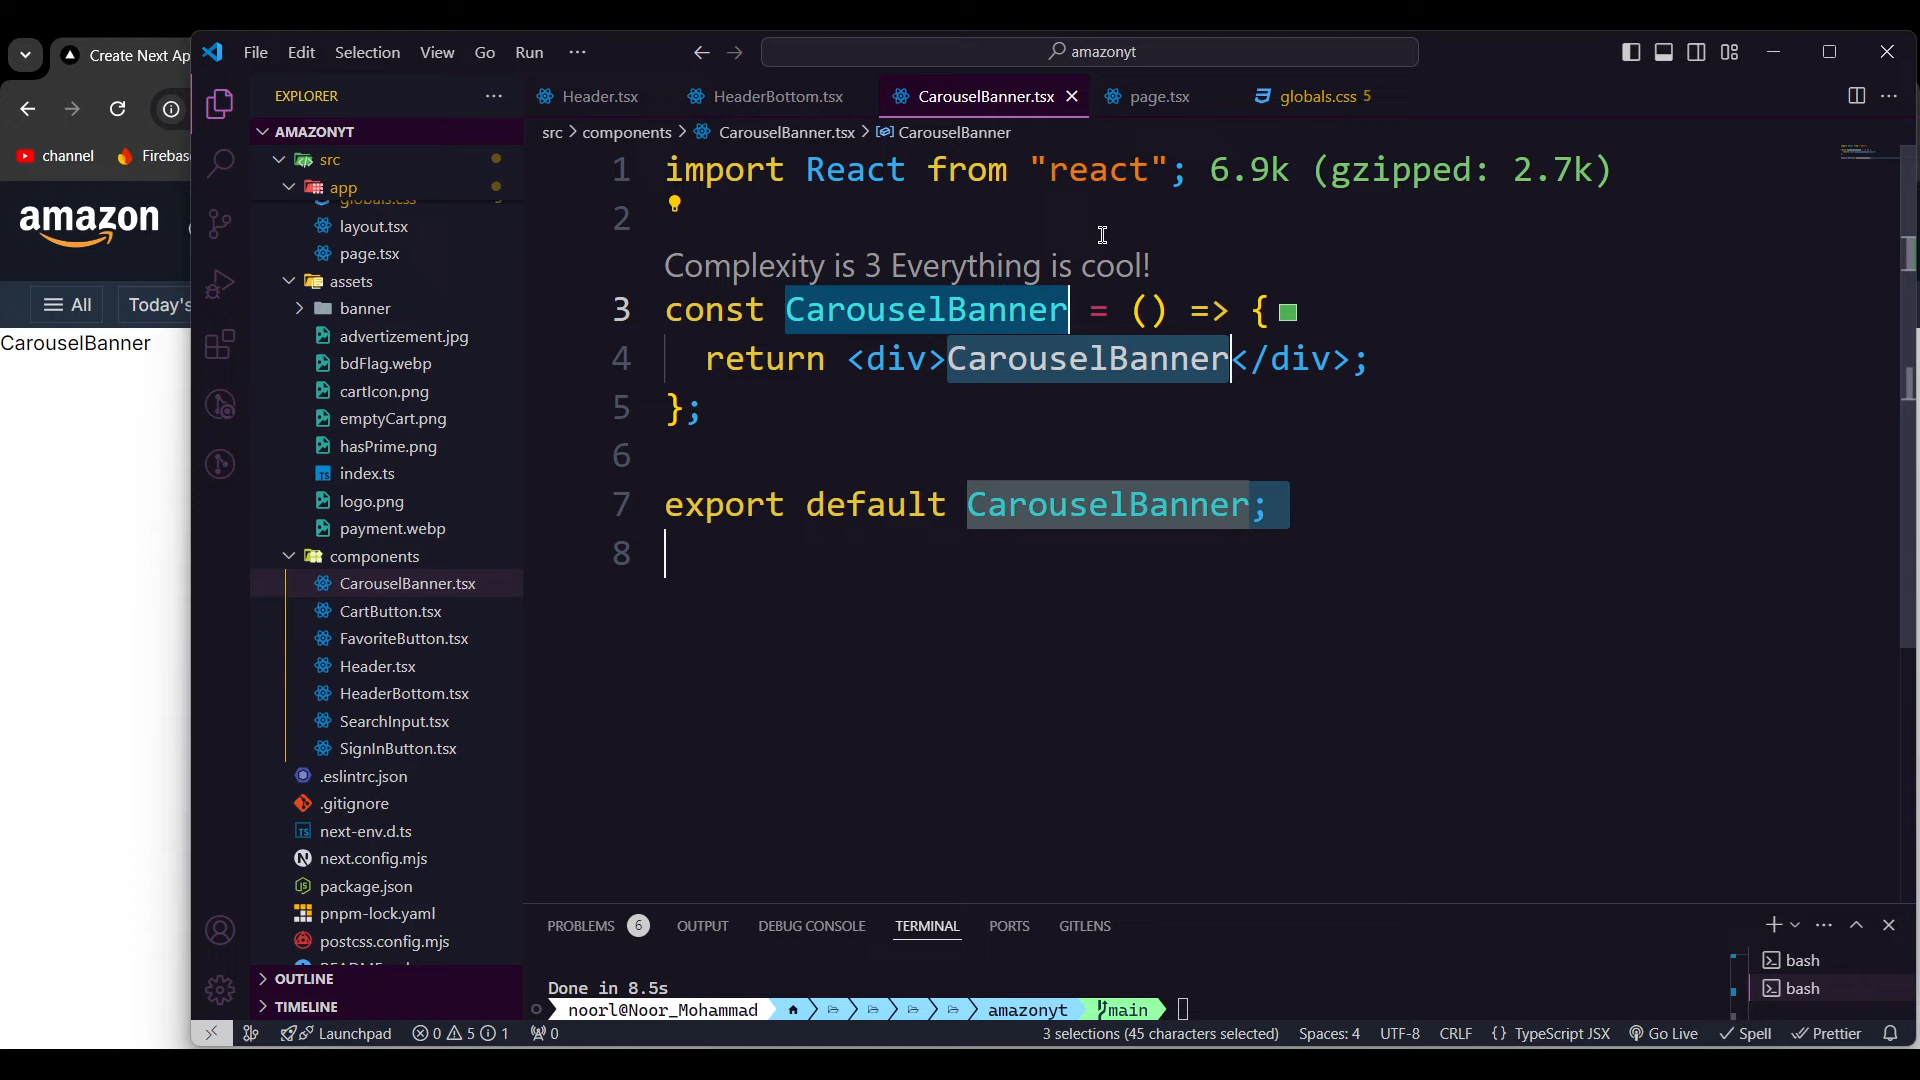 Create Next Ap
File Edit Selection View Go Run ···
amazonyt
EXPLORER
Header.tsx
HeaderBottom.tsx
CarouselBanner.tsx
page.tsx
globals.css 5
channel
Firebas
AMAZONYT
src > components > CarouselBanner.tsx > CarouselBanner
src
app
layout.tsx
page.tsx
assets
banner
advertizement.jpg
bdFlag.webp
cartIcon.png
emptyCart.png
hasPrime.png
index.ts
logo.png
payment.webp
components
CarouselBanner.tsx
CartButton.tsx
FavoriteButton.tsx
Header.tsx
HeaderBottom.tsx
SearchInput.tsx
SignInButton.tsx
.eslintrc.json
.gitignore
next-env.d.ts
next.config.mjs
package.json
pnpm-lock.yaml
postcss.config.mjs
OUTLINE
TIMELINE
amazon
All
Today's
CarouselBanner
1 import React from "react"; 6.9k (gzipped: 2.7k)
2
Complexity is 3 Everything is cool!
3 const CarouselBanner = () => {
4 return <div>CarouselBanner</div>;
5 };
6
7 export default CarouselBanner;
8
PROBLEMS 6 OUTPUT DEBUG CONSOLE TERMINAL PORTS GITLENS
Done in 8.5s
noorl@Noor_Mohammad amazonyt main
bash
bash
Launchpad 0 5 1 0
3 selections (45 characters selected) Spaces: 4 UTF-8 CRLF {} TypeScript JSX Go Live Spell Prettier